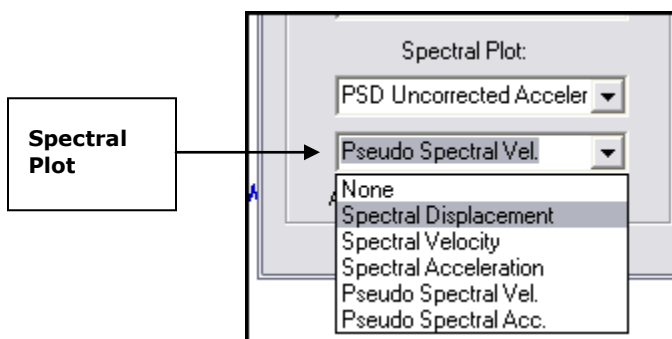 Spectral Plot:
PSD Uncorrected Acceler
Spectral
Plot
Pseudo Spectral Vel.
None
Spectral Displacement
Spectral Velocity
Spectral Acceleration
Pseudo Spectral Vel.
Pseudo Spectral Acc.